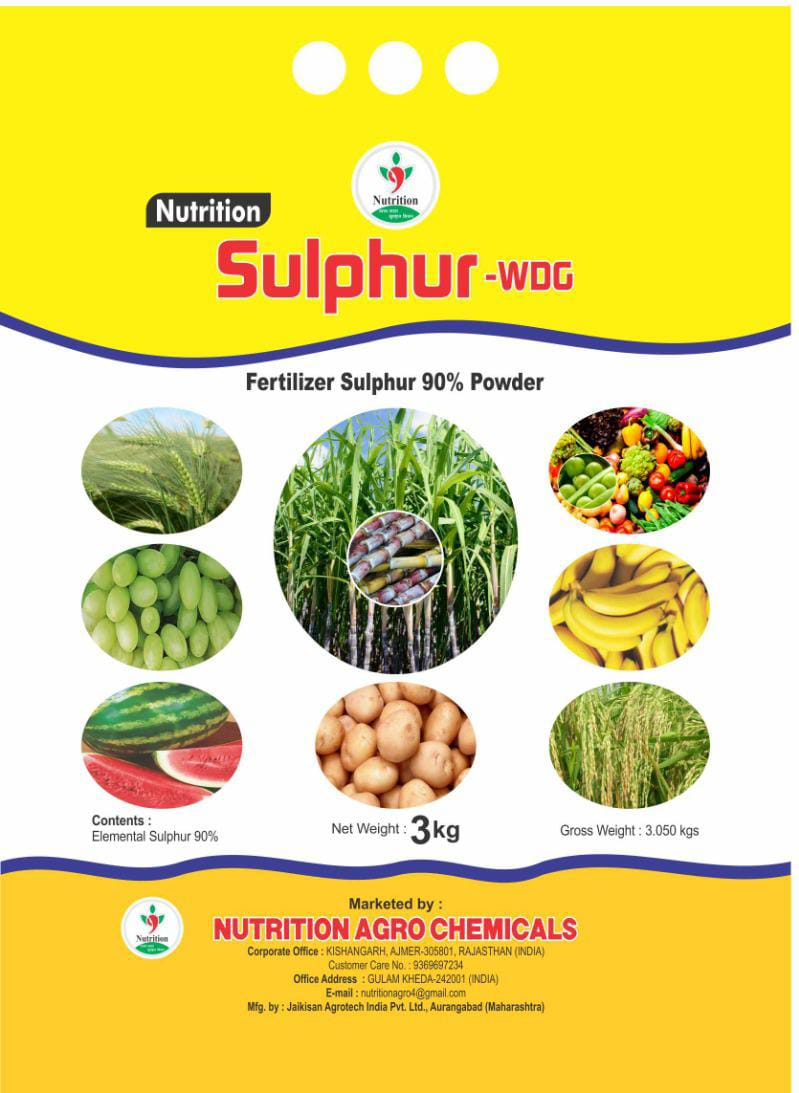 Nutrition
Nutrition
Sulphur-WDG
Fertilizer Sulphur 90% Powder
Contents :
Elemental Sulphur 90%
Net Weight : 3kg
Gross Weight : 3.050 kgs
Marketed by :
Nutrition
NUTRITION AGRO CHEMICALS
Corporate Office : KISHANGARH, AJMER-305801, RAJASTHAN (INDIA)
Customer Care No. : 9369697234
Office Address : GULAM KHEDA-242001 (INDIA)
E-mail : nutritionagro4@gmail.com
Mfg. by : Jaikisan Agrotech India Pvt. Ltd., Aurangabad (Maharashtra)